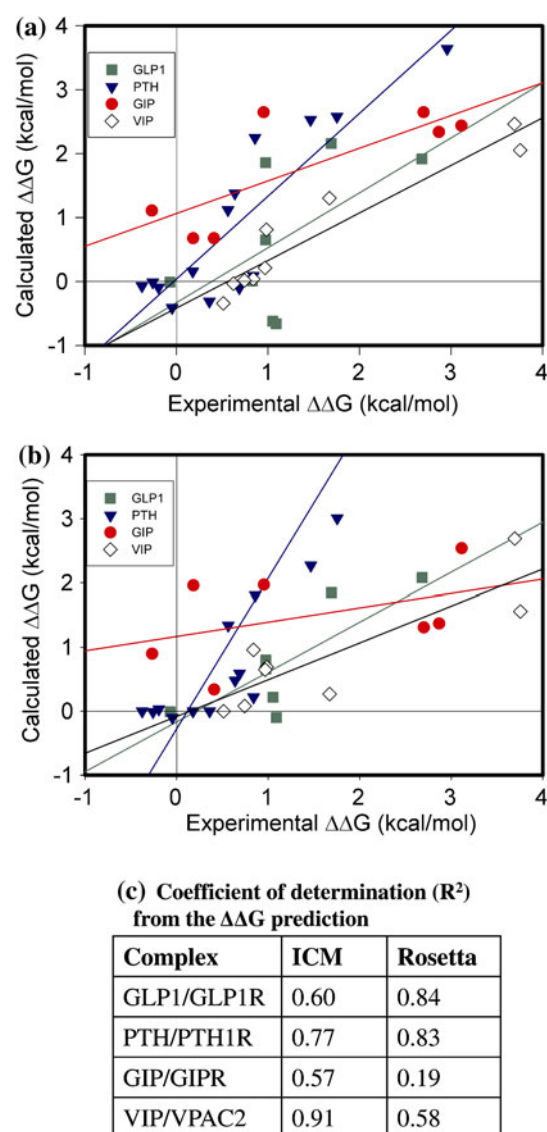 (a)
4
3
2
1
0
-1
Calculated ΔΔG (kcal/mol)
GLP1
PTH
GIP
VIP
-1 0 1 2 3 4
Experimental ΔΔG (kcal/mol)
(b)
4
3
2
1
0
-1
Calculated ΔΔG (kcal/mol)
GLP1
PTH
GIP
VIP
-1 0 1 2 3 4
Experimental ΔΔG (kcal/mol)
(c) Coefficient of determination (R²)
from the ΔΔG prediction
Complex ICM Rosetta
GLP1/GLP1R 0.60 0.84
PTH/PTH1R 0.77 0.83
GIP/GIPR 0.57 0.19
VIP/VPAC2 0.91 0.58